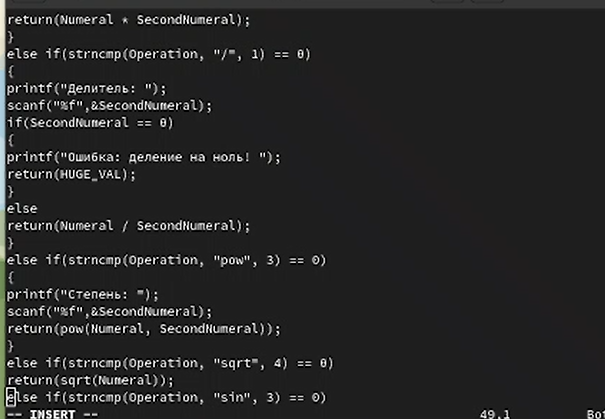 return(Numeral * SecondNumeral);
}
else if(strncmp(Operation, "/", 1) == 0)
{
printf("Делитель: ");
scanf("%f",&SecondNumeral);
if(SecondNumeral == 0)
{
printf("Ошибка: деление на ноль! ");
return(HUGE_VAL);
}
else
return(Numeral / SecondNumeral);
}
else if(strncmp(Operation, "pow", 3) == 0)
{
printf("Степень: ");
scanf("%f",&SecondNumeral);
return(pow(Numeral, SecondNumeral));
}
else if(strncmp(Operation, "sqrt", 4) == 0)
return(sqrt(Numeral));
else if(strncmp(Operation, "sin", 3) == 0)
-- INSERT -- 49,1 Bot